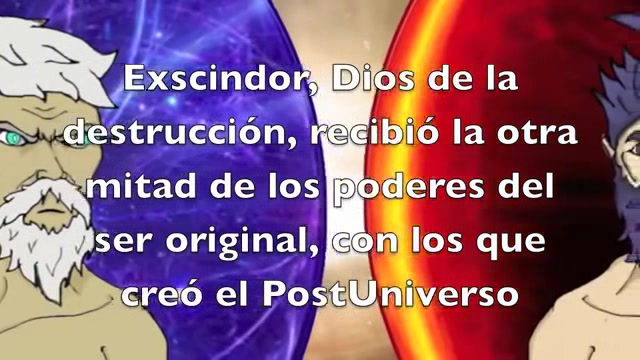 Exscindor, Dios de la
destrucción, recibió la otra
mitad de los poderes del
ser original, con los que
creó el PostUniverso